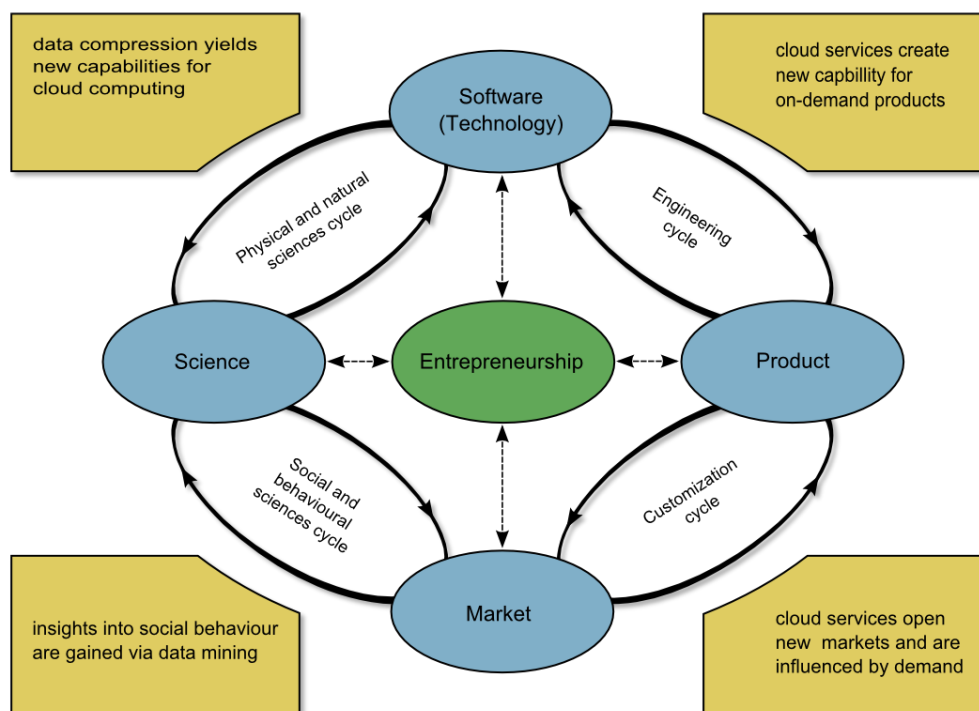 data compression yields
new capabilities for
cloud computing
cloud services create
new capbillity for
on-demand products
Software
(Technology)
Physical and natural
sciences cycle
Engineering
cycle
Science
Entrepreneurship
Product
Social and
behavioural
sciences cycle
Customization
cycle
Market
insights into social behaviour
are gained via data mining
cloud services open
new markets and are
influenced by demand